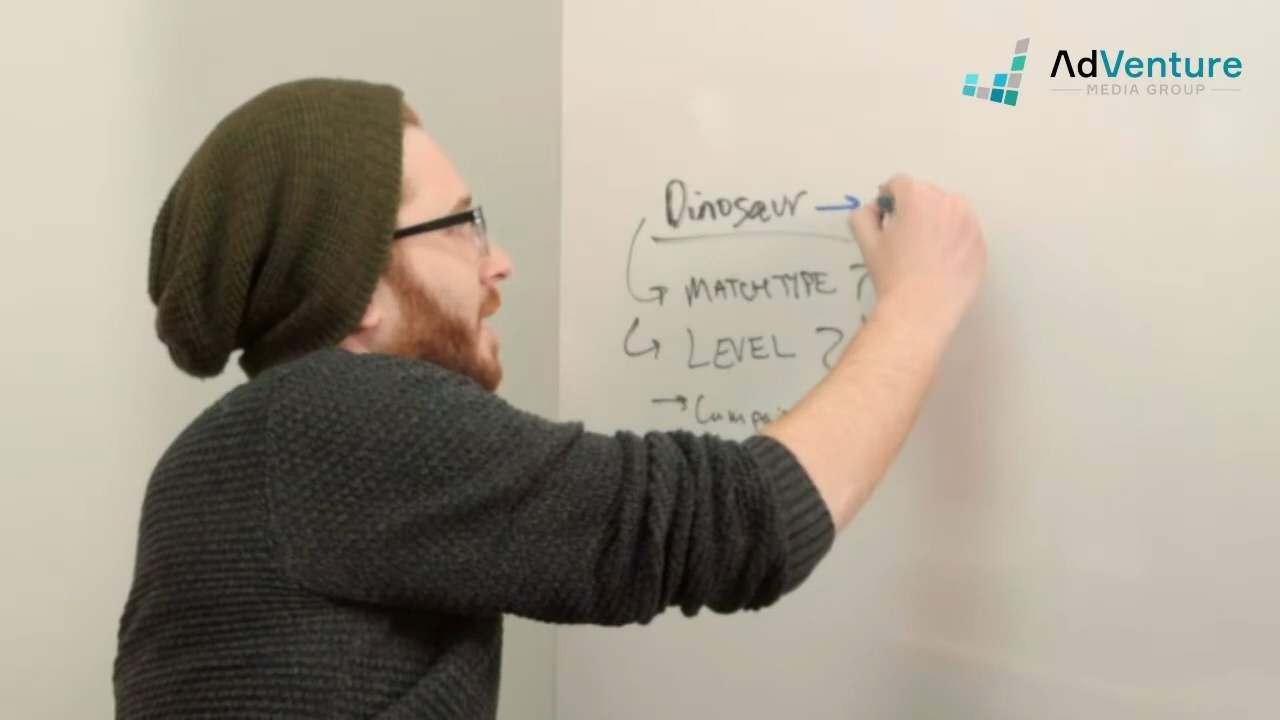 AdVenture
MEDIA GROUP
Dinosaur →
↳ MATCHTYPE ?
↳ LEVEL ?
→